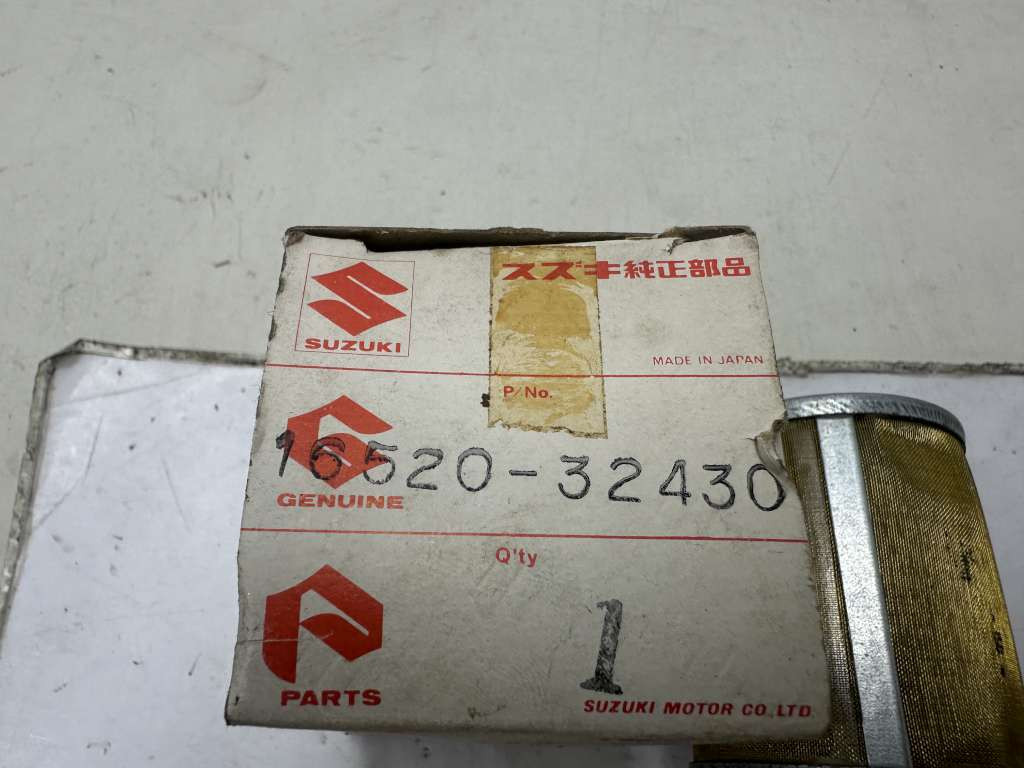 SUZUKI
スズキ純正部品
MADE IN JAPAN
P/No.
16520-32430
GENUINE
Q'ty
1
PARTS
SUZUKI MOTOR CO.,LTD.